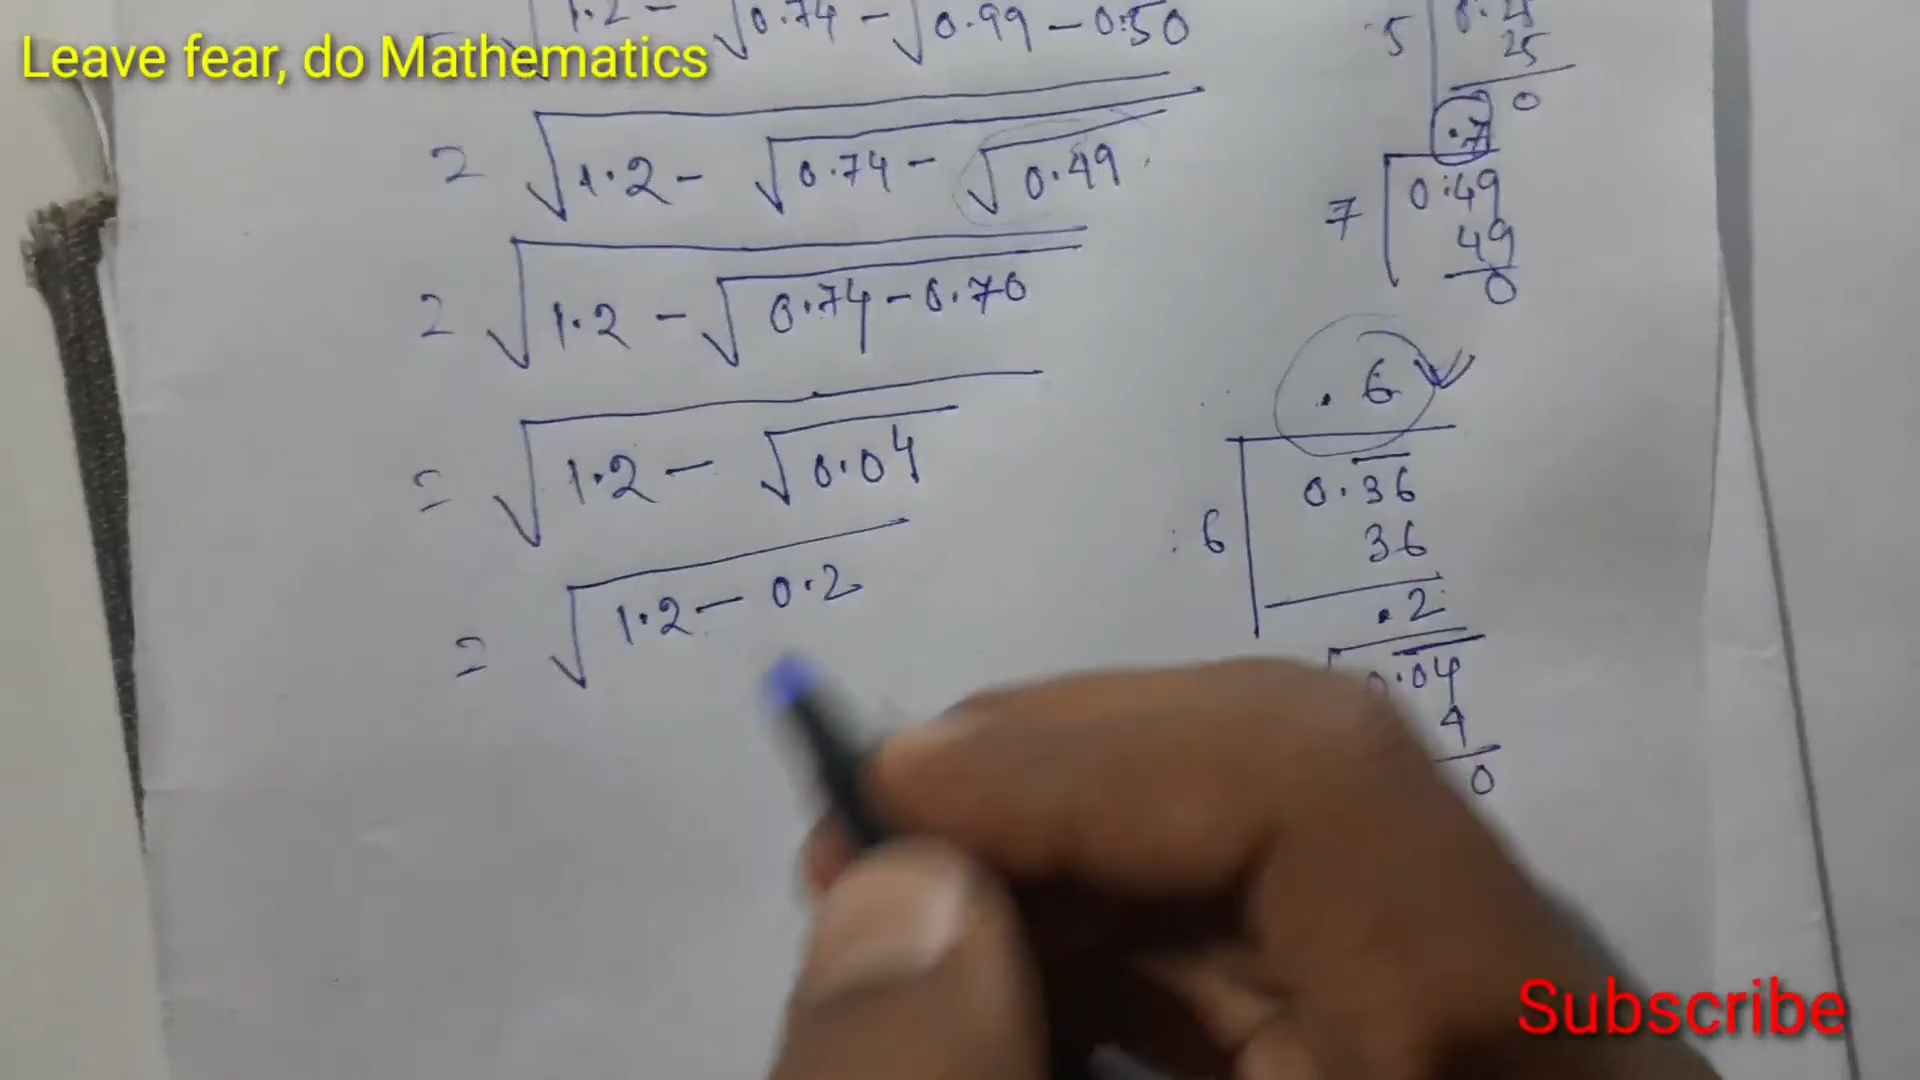 Leave fear, do Mathematics
√1.2 - √0.74 - √0.99 - 0.50
= √1.2 - √0.74 - √0.49
= √1.2 - √0.74 - 0.70
= √1.2 - √0.04
= √1.2 - 0.2
5
25
0
.7
7 0.49
49
0
.6
6 0.36
36
.2
0.04
4
0
Subscribe